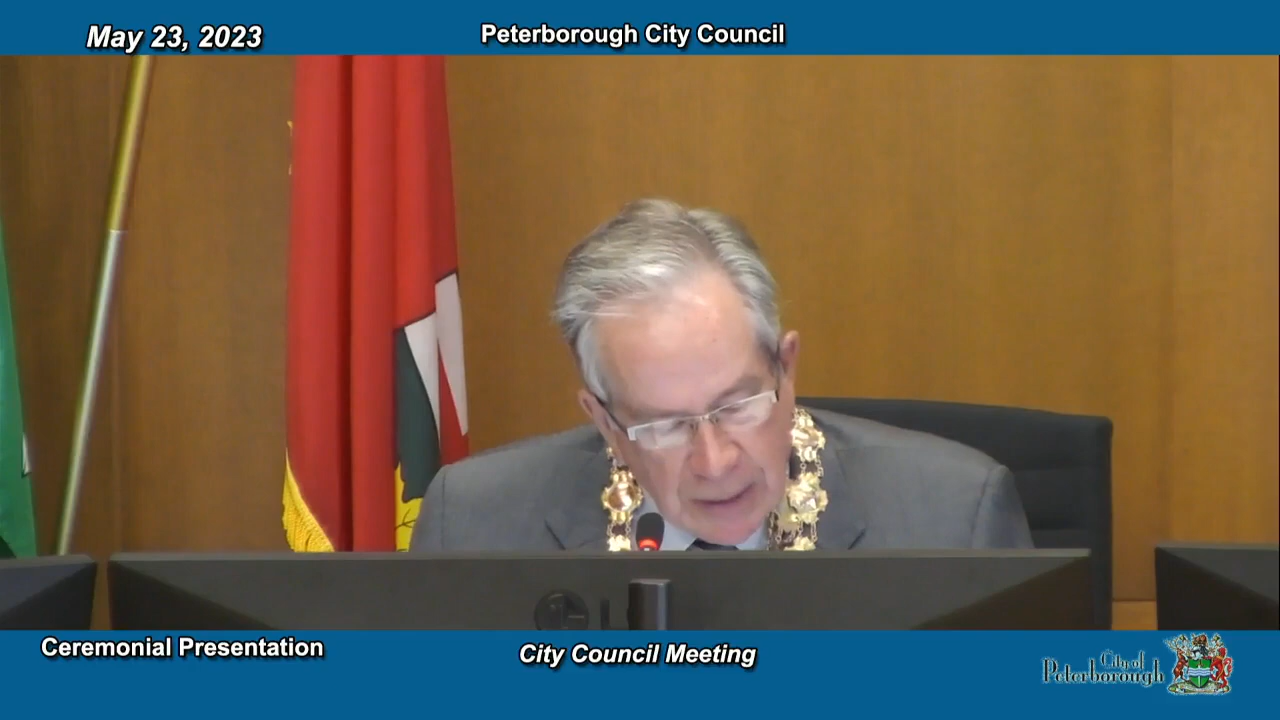 May 23, 2023
Peterborough City Council
Ceremonial Presentation
City Council Meeting
City of
Peterborough